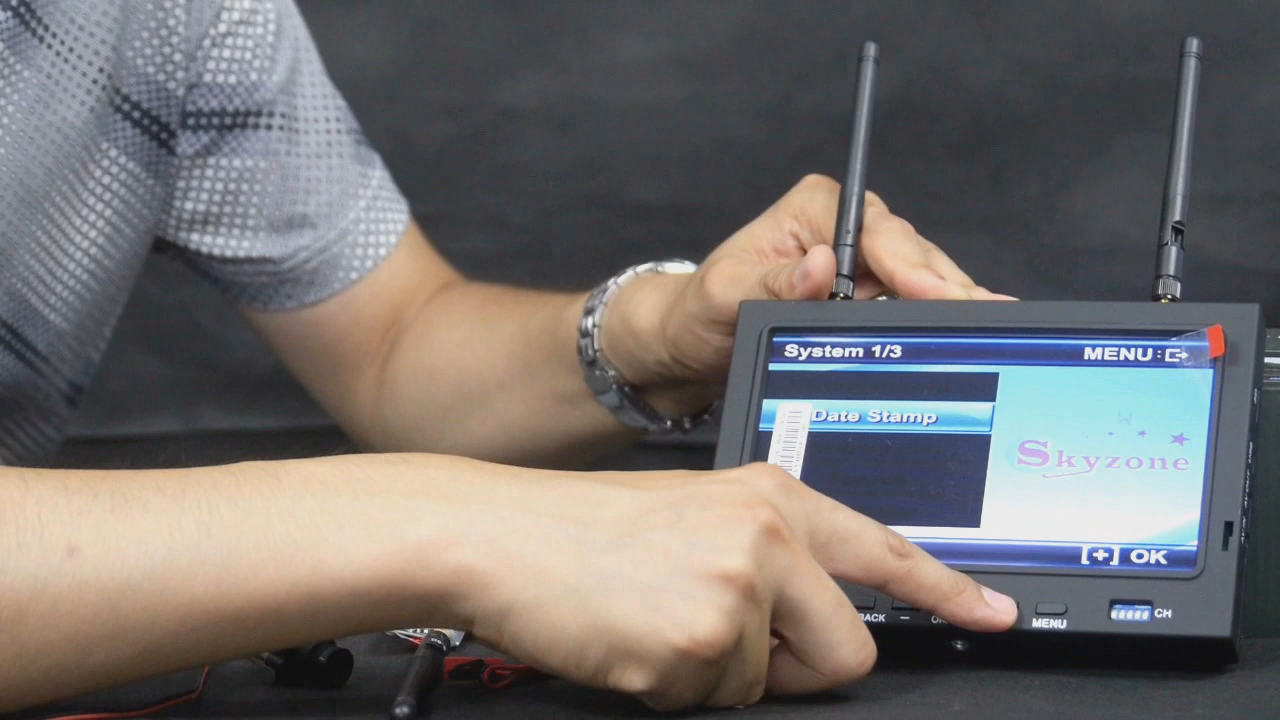 System 1/3
MENU:
Date Stamp
Skyzone
[+] OK
BACK
−
MENU
CH